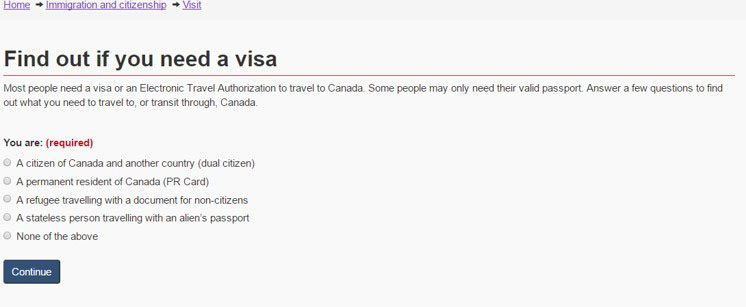 Home ➔ Immigration and citizenship ➔ Visit
Find out if you need a visa
Most people need a visa or an Electronic Travel Authorization to travel to Canada. Some people may only need their valid passport. Answer a few questions to find
out what you need to travel to, or transit through, Canada.
You are: (required)
A citizen of Canada and another country (dual citizen)
A permanent resident of Canada (PR Card)
A refugee travelling with a document for non-citizens
A stateless person travelling with an alien’s passport
None of the above
Continue